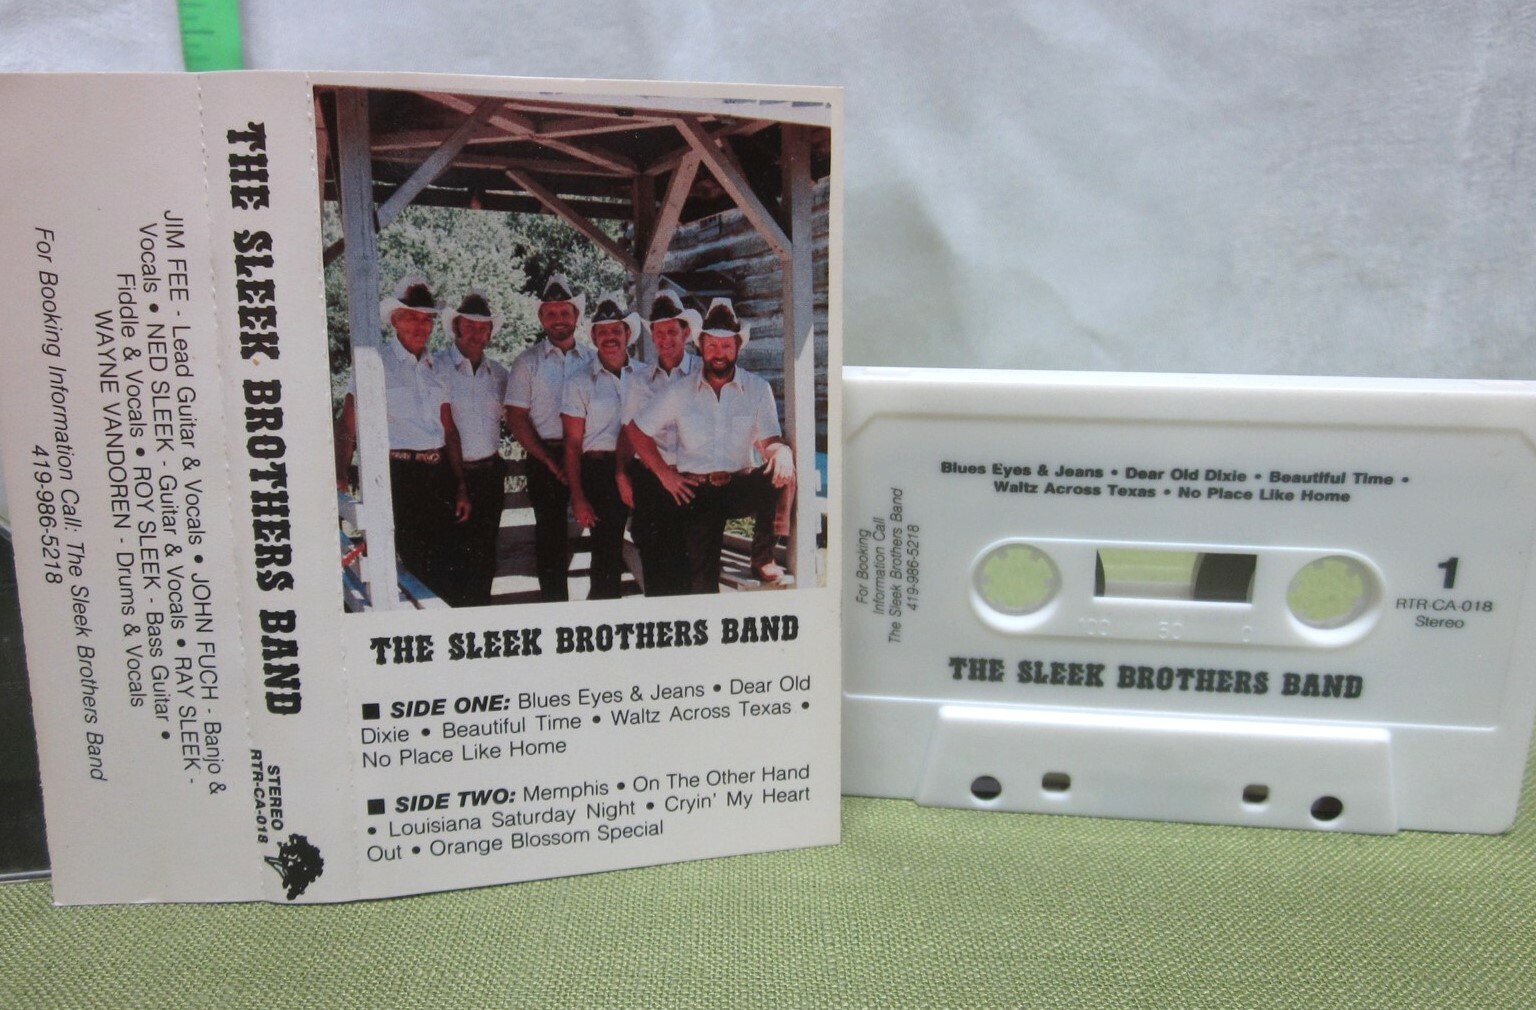 THE SLEEK BROTHERS BAND
■ SIDE ONE: Blues Eyes & Jeans • Dear Old
Dixie • Beautiful Time • Waltz Across Texas •
No Place Like Home
■ SIDE TWO: Memphis • On The Other Hand
• Louisiana Saturday Night • Cryin' My Heart
Out • Orange Blossom Special
THE SLEEK BROTHERS BAND
STEREO
RTR-CA-018
JIM FEE - Lead Guitar & Vocals • JOHN FUCH - Banjo &
Vocals • NED SLEEK - Guitar & Vocals • RAY SLEEK -
Fiddle & Vocals • ROY SLEEK - Bass Guitar •
WAYNE VANDOREN - Drums & Vocals
For Booking Information Call: The Sleek Brothers Band
419-986-5218
Blues Eyes & Jeans • Dear Old Dixie • Beautiful Time •
Waltz Across Texas • No Place Like Home
For Booking
Information Call
The Sleek Brothers Band
419-986-5218
1
RTR-CA-018
Stereo
100 50 0
THE SLEEK BROTHERS BAND